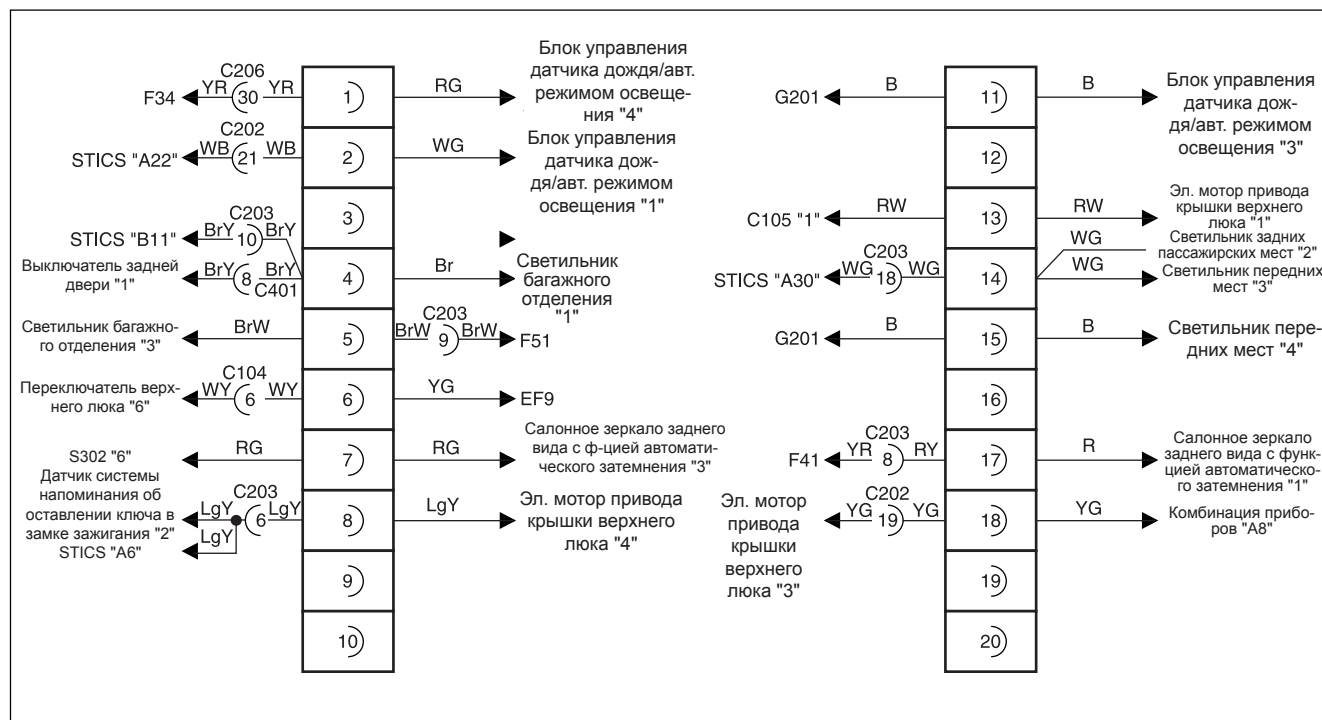 Блок управления
датчика дождя/авт.
режимом освеще-
ния "4"
F34
YR
C206
30
YR
1
RG
STICS "A22"
WB
C202
21
WB
2
WG
Блок управления
датчика дож-
дя/авт. режимом
освещения "1"
3
STICS "B11"
BrY
C203
10
BrY
Выключатель задней
двери "1"
BrY
8
BrY
C401
4
Br
Светильник
багажного
отделения
"1"
Светильник багажно-
го отделения "3"
BrW
5
BrW
C203
9
BrW
F51
Переключатель верх-
него люка "6"
WY
C104
6
WY
6
YG
EF9
S302 "6"
RG
7
RG
Салонное зеркало заднего
вида с ф-цией автомати-
ческого затемнения "3"
Датчик системы
напоминания об
оставлении ключа в
замке зажигания "2"
STICS "A6"
LgY
LgY
C203
6
LgY
8
LgY
Эл. мотор привода
крышки верхнего
люка "4"
9
10
G201
B
11
B
Блок управления
датчика дож-
дя/авт. режимом
освещения "3"
12
C105 "1"
RW
13
RW
Эл. мотор привода
крышки верхнего
люка "1"
STICS "A30"
WG
C203
18
WG
14
WG
Светильник задних
пассажирских мест "2"
WG
Светильник передних
мест "3"
G201
B
15
B
Светильник пере-
дних мест "4"
16
F41
YR
C203
8
RY
17
R
Салонное зеркало
заднего вида с функ-
цией автоматическо-
го затемнения "1"
Эл. мотор
привода
крышки
верхнего
люка "3"
YG
C202
19
YG
18
YG
Комбинация прибо-
ров "A8"
19
20